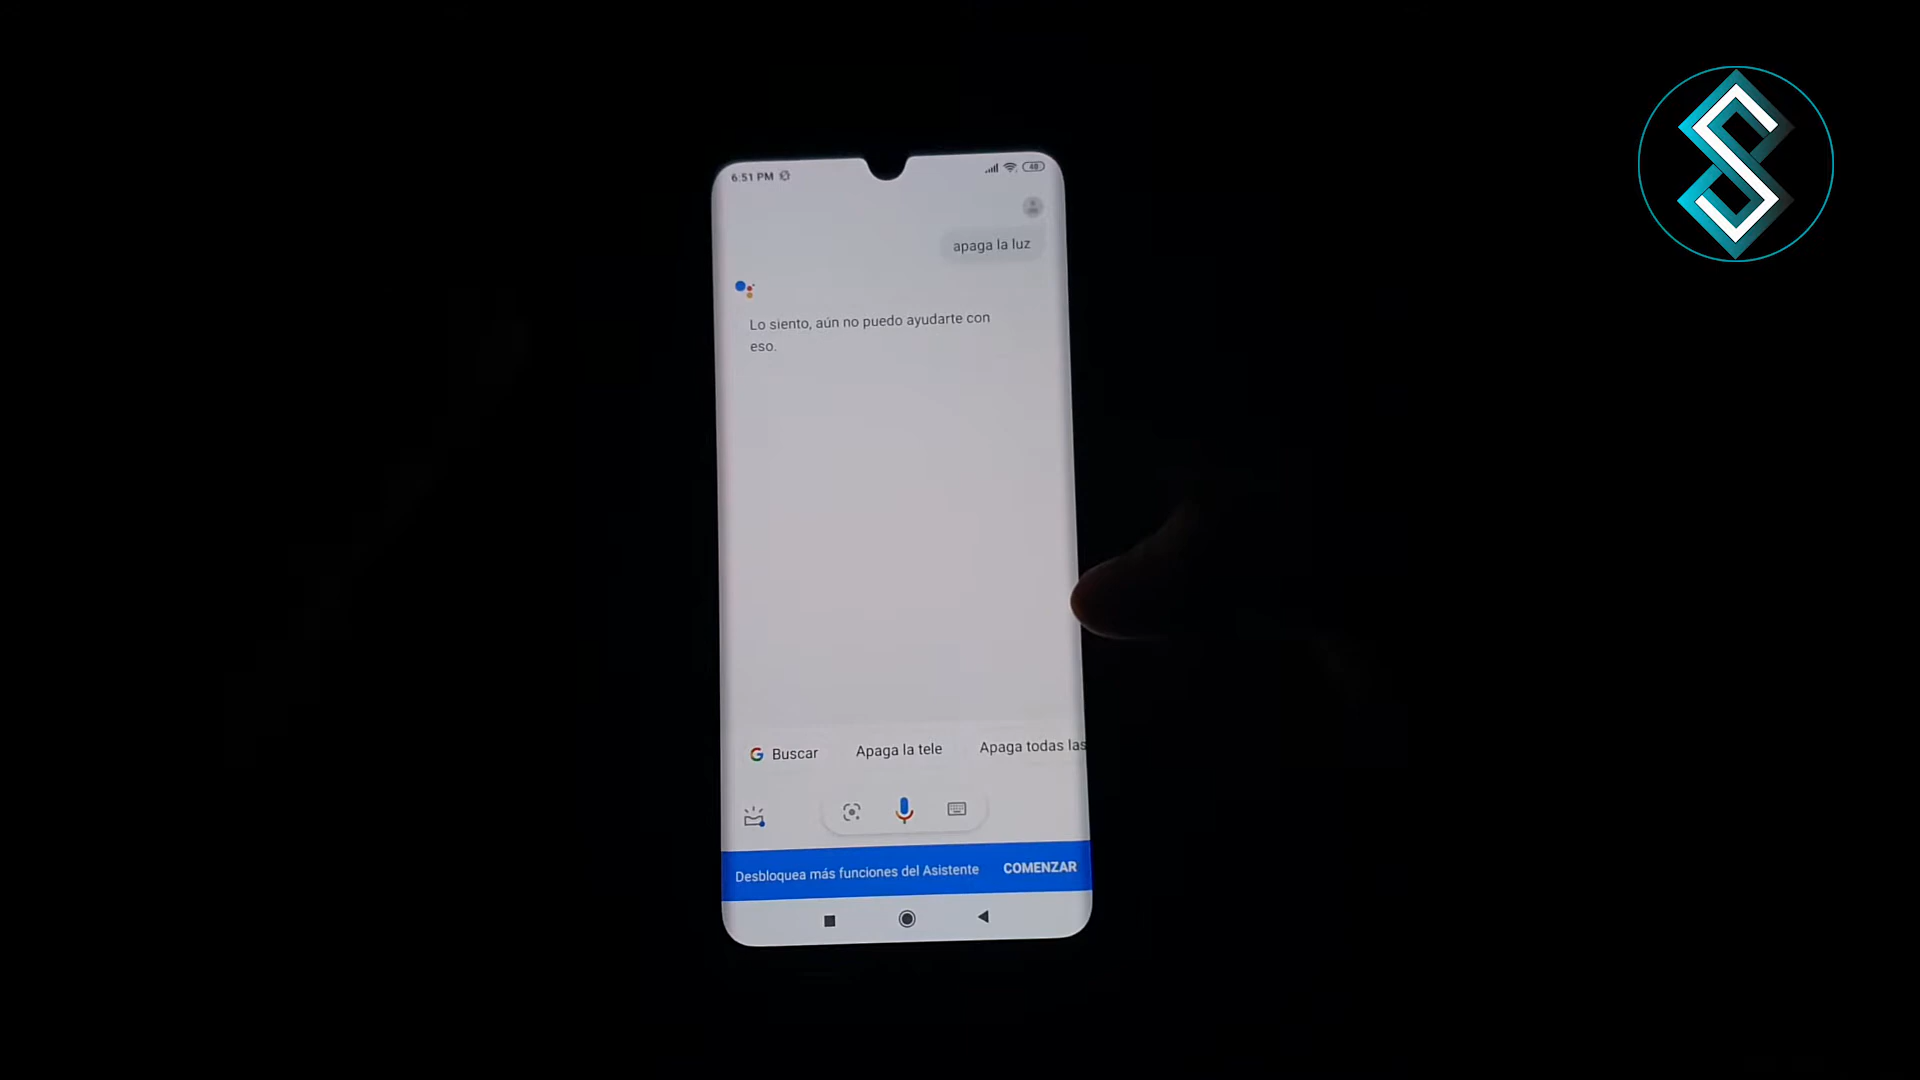 6:51 PM
48
apaga la luz
Lo siento, aún no puedo ayudarte con
eso.
Buscar
Apaga la tele
Apaga todas las
Desbloquea más funciones del Asistente
COMENZAR